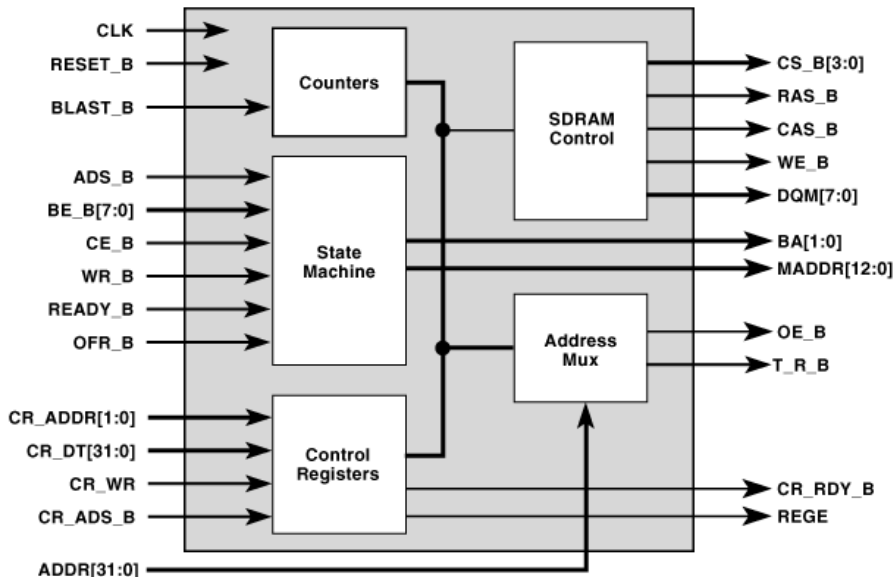 CLK
RESET_B
BLAST_B
ADS_B
BE_B[7:0]
CE_B
WR_B
READY_B
OFR_B
CR_ADDR[1:0]
CR_DT[31:0]
CR_WR
CR_ADS_B
ADDR[31:0]
Counters
State
Machine
Control
Registers
SDRAM
Control
Address
Mux
CS_B[3:0]
RAS_B
CAS_B
WE_B
DQM[7:0]
BA[1:0]
MADDR[12:0]
OE_B
T_R_B
CR_RDY_B
REGE